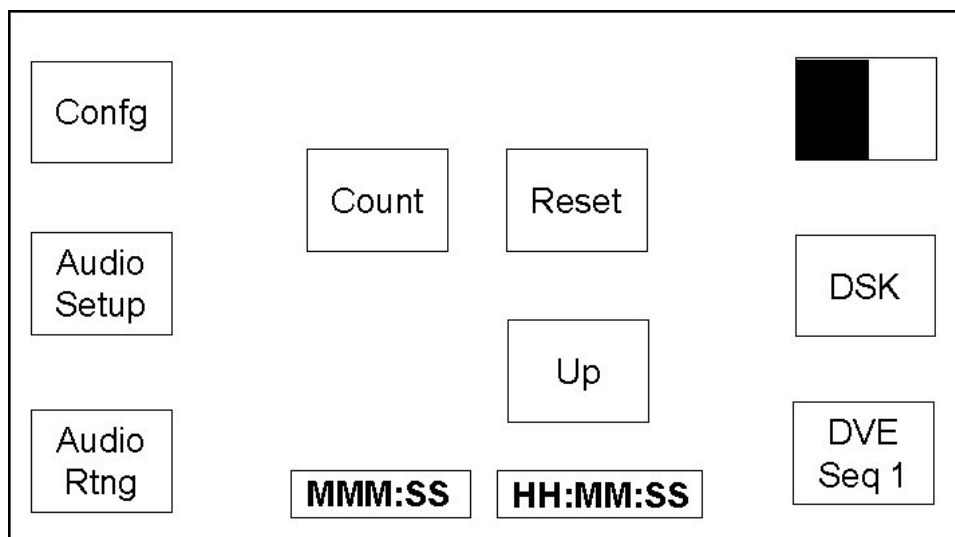 Confg
Count
Reset
Audio
Setup
DSK
Up
Audio
Rtng
DVE
Seq 1
MMM:SS
HH:MM:SS